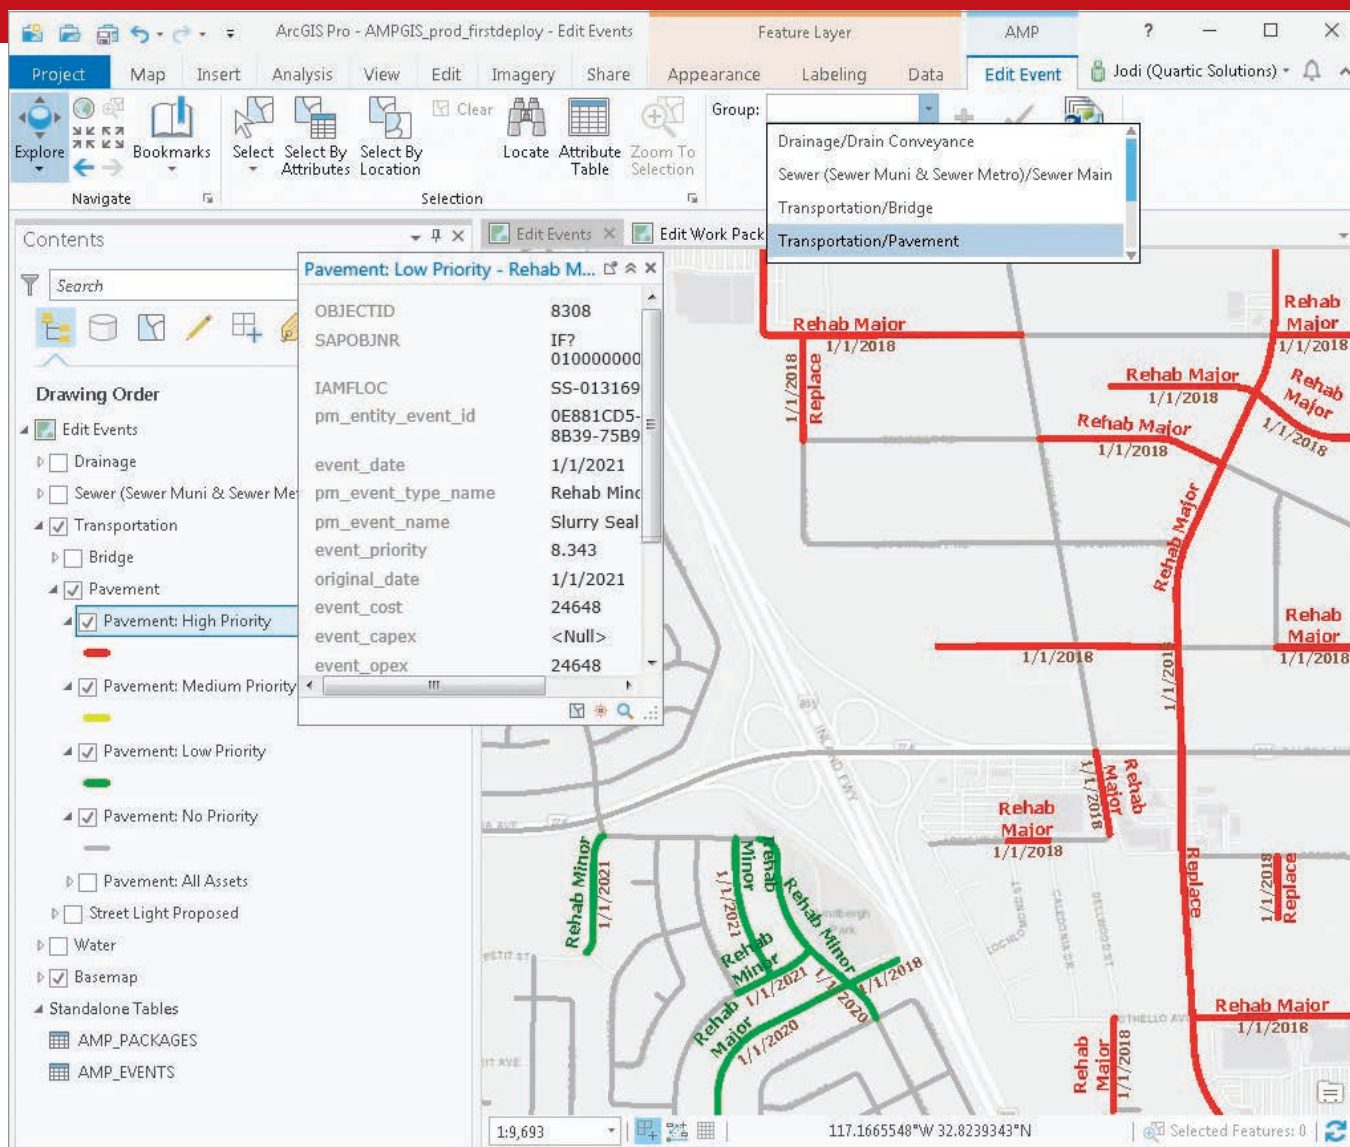 ArcGIS Pro - AMPGIS_prod_firstdeploy - Edit Events
Feature Layer
AMP
?
Project
Map
Insert
Analysis
View
Edit
Imagery
Share
Appearance
Labeling
Data
Edit Event
Jodi (Quartic Solutions)
Explore
Bookmarks
Select
Select By Attributes
Select By Location
Clear
Locate
Attribute Table
Zoom To Selection
Group:
Navigate
Selection
Drainage/Drain Conveyance
Sewer (Sewer Muni & Sewer Metro)/Sewer Main
Transportation/Bridge
Transportation/Pavement
Contents
Edit Events
Edit Work Pack
Search
Drawing Order
Edit Events
Drainage
Sewer (Sewer Muni & Sewer Me
Transportation
Bridge
Pavement
Pavement: High Priority
Pavement: Medium Priority
Pavement: Low Priority
Pavement: No Priority
Pavement: All Assets
Street Light Proposed
Water
Basemap
Standalone Tables
AMP_PACKAGES
AMP_EVENTS
Pavement: Low Priority - Rehab M...
OBJECTID 8308
SAPOBJNR IF?
010000000
IAMFLOC SS-013169
pm_entity_event_id 0E881CD5-
8B39-75B9
event_date 1/1/2021
pm_event_type_name Rehab Minc
pm_event_name Slurry Seal
event_priority 8.343
original_date 1/1/2021
event_cost 24648
event_capex <Null>
event_opex 24648
Rehab Major
1/1/2018
1/1/2018
Replace
Rehab
Major
1/1/2018
Rehab Major
1/1/2018
Rehab
Major
1/1/2018
Rehab Major
1/1/2018
Rehab Major
Rehab Major
1/1/2018
1/1/2018
Rehab
Major
1/1/2018
805
INLAND FWY
Rehab
Major
1/1/2018
Rehab
Major
1/1/2018
Replace
1/1/2018
Replace
Rehab Minor
1/1/2021
Rehab
Minor
1/1/2021
Rehab Minor
Rehab
Minor
1/1/2021
1/1/2020
1/1/2018
Rehab
Major
1/1/2020
CALEDONIA DR
DELLWOOD ST
OTHELLO AV
Rehab Major
1/1/2016
Rehab
Major
1/1/2018
1:9,693
117.1665548°W 32.8239343°N
Selected Features: 0